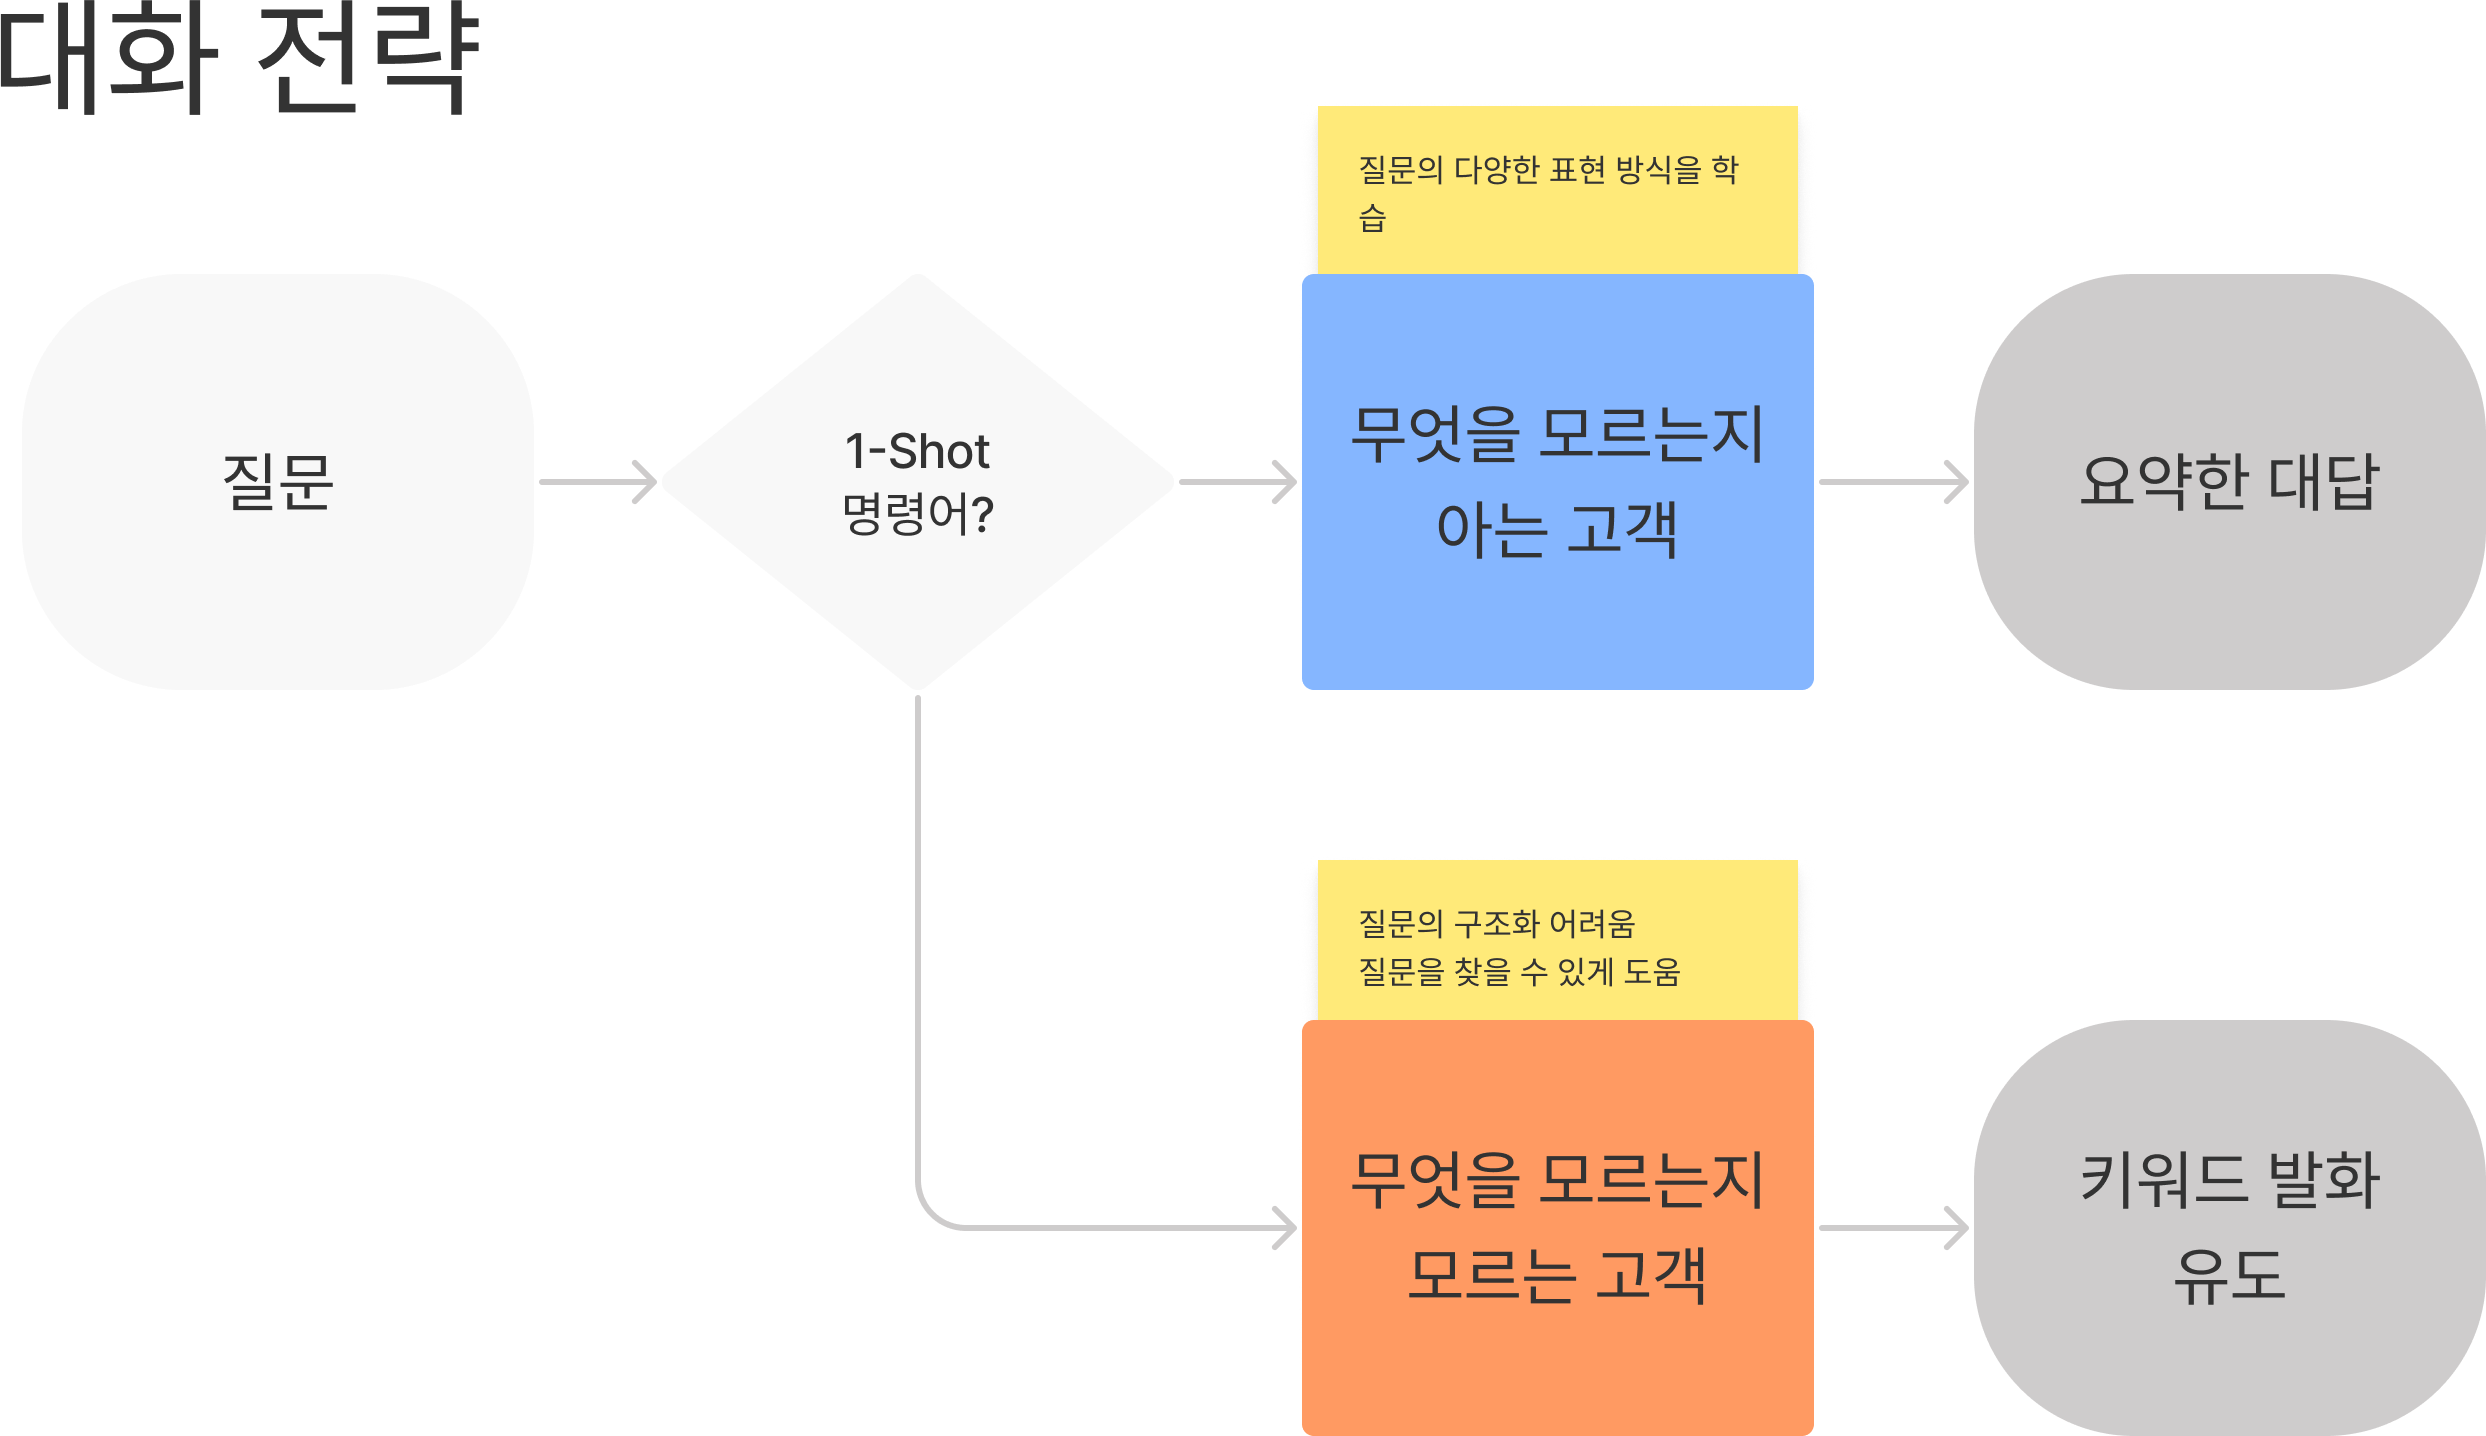 대화 전략
질문
1-Shot
명령어?
질문의 다양한 표현 방식을 학
습
무엇을 모르는지
아는 고객
요약한 대답
질문의 구조화 어려움
질문을 찾을 수 있게 도움
무엇을 모르는지
모르는 고객
키워드 발화
유도